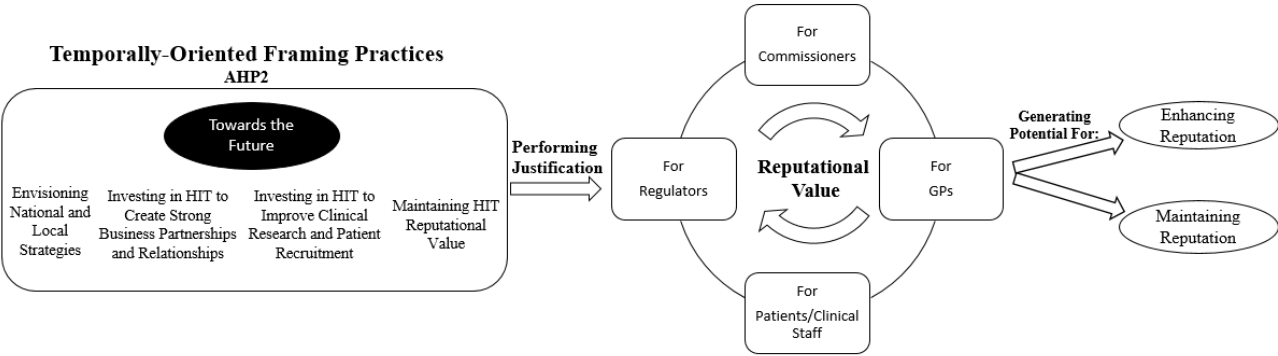 Temporally-Oriented Framing Practices
AHP2
Towards the
Future
Envisioning
National and
Local
Strategies
Investing in HIT to
Create Strong
Business Partnerships
and Relationships
Investing in HIT to
Improve Clinical
Research and Patient
Recruitment
Maintaining HIT
Reputational
Value
Performing
Justification
For
Commissioners
For
Regulators
Reputational
Value
For
GPs
For
Patients/Clinical
Staff
Generating
Potential For:
Enhancing
Reputation
Maintaining
Reputation